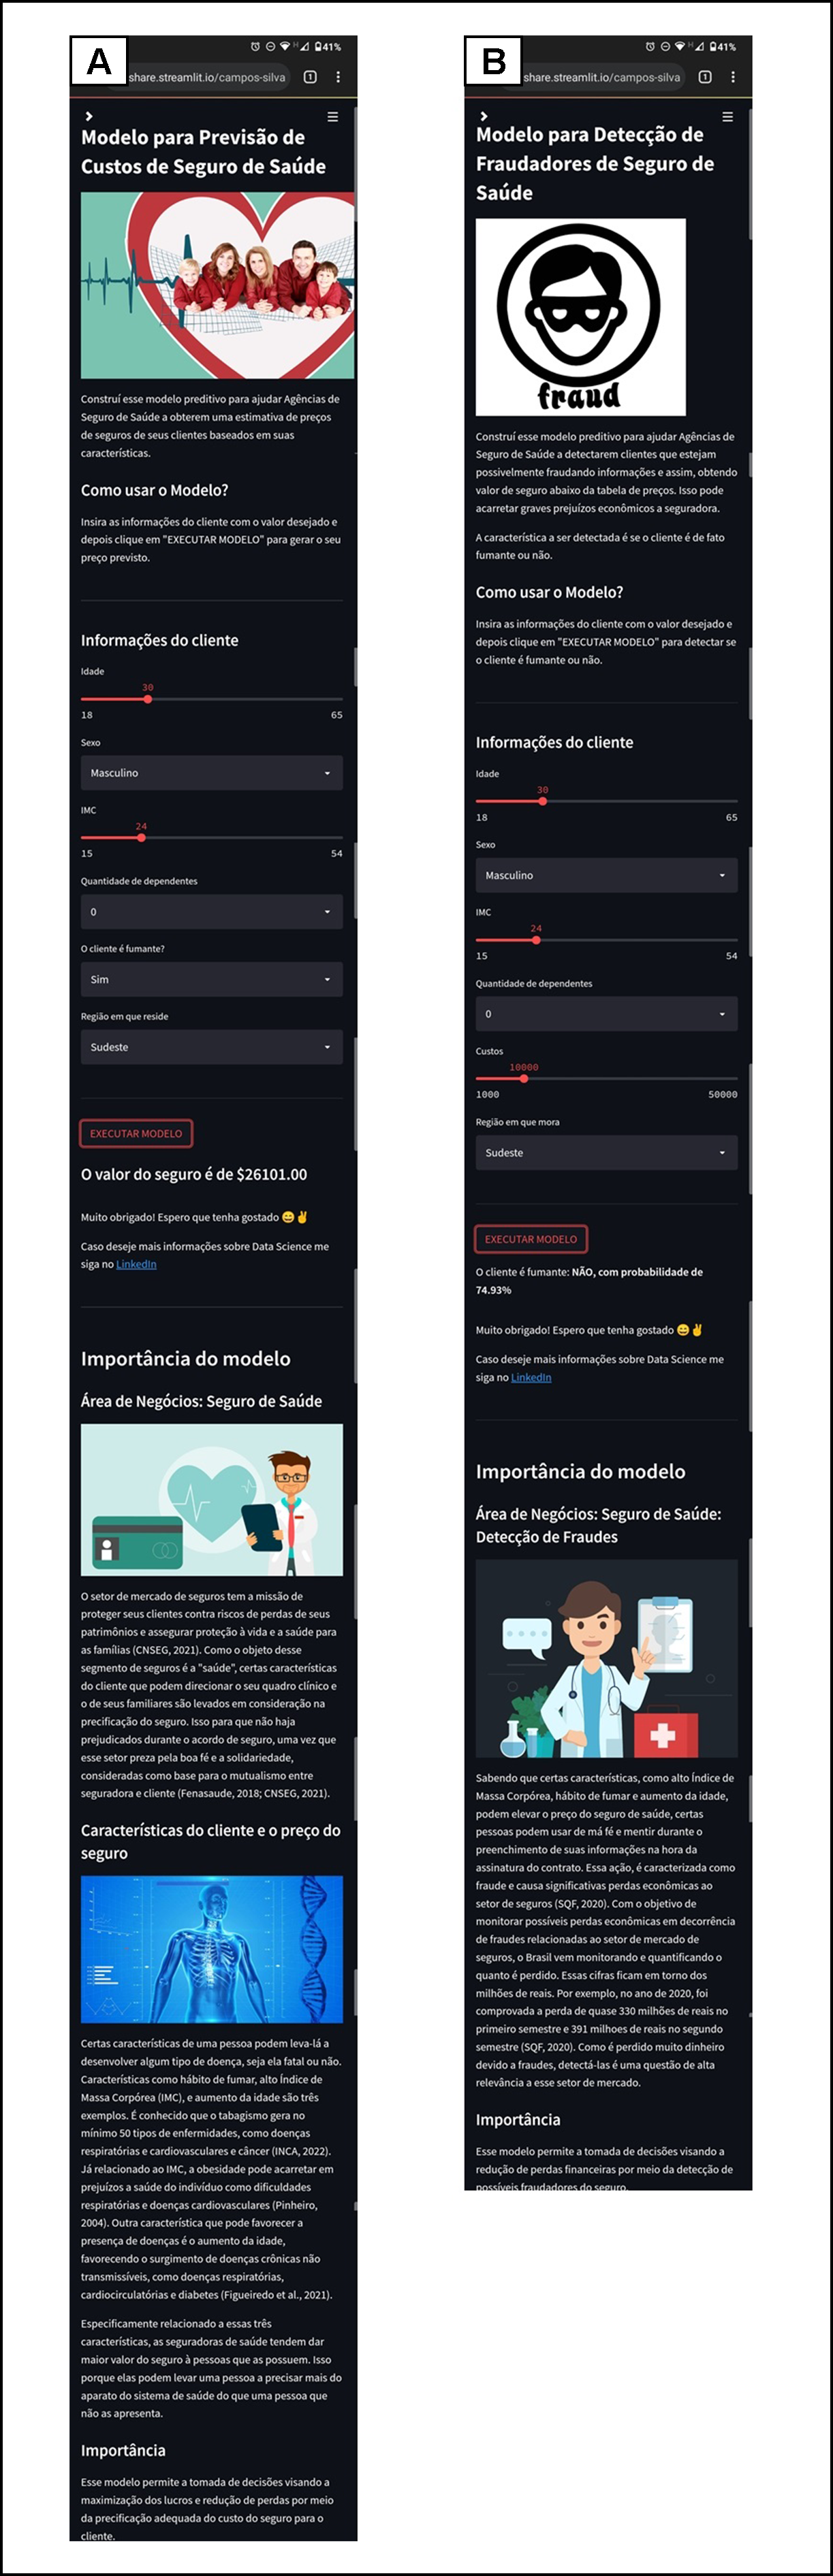 A
41%
share.streamlit.io/campos-silva
1
Modelo para Previsão de
Custos de Seguro de Saúde
Construí esse modelo preditivo para ajudar Agências de
Seguro de Saúde a obterem uma estimativa de preços
de seguros de seus clientes baseados em suas
características.
Como usar o Modelo?
Insira as informações do cliente com o valor desejado e
depois clique em "EXECUTAR MODELO" para gerar o seu
preço previsto.
Informações do cliente
Idade
30
18 65
Sexo
Masculino
IMC
24
15 54
Quantidade de dependentes
0
O cliente é fumante?
Sim
Região em que reside
Sudeste
EXECUTAR MODELO
O valor do seguro é de $26101.00
Muito obrigado! Espero que tenha gostado 😄✌
Caso deseje mais informações sobre Data Science me
siga no LinkedIn
Importância do modelo
Área de Negócios: Seguro de Saúde
O setor de mercado de seguros tem a missão de
proteger seus clientes contra riscos de perdas de seus
patrimônios e assegurar proteção à vida e a saúde para
as famílias (CNSEG, 2021). Como o objeto desse
segmento de seguros é a "saúde", certas características
do cliente que podem direcionar o seu quadro clínico e
o de seus familiares são levados em consideração na
precificação do seguro. Isso para que não haja
prejudicados durante o acordo de seguro, uma vez que
esse setor preza pela boa fé e a solidariedade,
consideradas como base para o mutualismo entre
seguradora e cliente (Fenasaude, 2018; CNSEG, 2021).
Características do cliente e o preço do
seguro
Certas características de uma pessoa podem leva-lá a
desenvolver algum tipo de doença, seja ela fatal ou não.
Características como hábito de fumar, alto Índice de
Massa Corpórea (IMC), e aumento da idade são três
exemplos. É conhecido que o tabagismo gera no
mínimo 50 tipos de enfermidades, como doenças
respiratórias e cardiovasculares e câncer (INCA, 2022).
Já relacionado ao IMC, a obesidade pode acarretar em
prejuízos a saúde do indivíduo como dificuldades
respiratórias e doenças cardiovasculares (Pinheiro,
2004). Outra característica que pode favorecer a
presença de doenças é o aumento da idade,
favorecendo o surgimento de doenças crônicas não
transmissíveis, como doenças respiratórias,
cardiocirculatórias e diabetes (Figueiredo et al., 2021).
Especificamente relacionado a essas três
características, as seguradoras de saúde tendem dar
maior valor do seguro à pessoas que as possuem. Isso
porque elas podem levar uma pessoa a precisar mais do
aparato do sistema de saúde do que uma pessoa que
não as apresenta.
Importância
Esse modelo permite a tomada de decisões visando a
maximização dos lucros e redução de perdas por meio
da precificação adequada do custo do seguro para o
cliente.
B
41%
share.streamlit.io/campos-silva
1
Modelo para Detecção de
Fraudadores de Seguro de
Saúde
fraud
Construí esse modelo preditivo para ajudar Agências de
Seguro de Saúde a detectarem clientes que estejam
possivelmente fraudando informações e assim, obtendo
valor de seguro abaixo da tabela de preços. Isso pode
acarretar graves prejuízos econômicos a seguradora.
A característica a ser detectada é se o cliente é de fato
fumante ou não.
Como usar o Modelo?
Insira as informações do cliente com o valor desejado e
depois clique em "EXECUTAR MODELO" para detectar se
o cliente é fumante ou não.
Informações do cliente
Idade
30
18 65
Sexo
Masculino
IMC
24
15 54
Quantidade de dependentes
0
Custos
10000
1000 50000
Região em que mora
Sudeste
EXECUTAR MODELO
O cliente é fumante: NÃO, com probabilidade de
74.93%
Muito obrigado! Espero que tenha gostado 😄✌
Caso deseje mais informações sobre Data Science me
siga no LinkedIn
Importância do modelo
Área de Negócios: Seguro de Saúde:
Detecção de Fraudes
Sabendo que certas características, como alto Índice de
Massa Corpórea, hábito de fumar e aumento da idade,
podem elevar o preço do seguro de saúde, certas
pessoas podem usar de má fé e mentir durante o
preenchimento de suas informações na hora da
assinatura do contrato. Essa ação, é caracterizada como
fraude e causa significativas perdas econômicas ao
setor de seguros (SQF, 2020). Com o objetivo de
monitorar possíveis perdas econômicas em decorrência
de fraudes relacionadas ao setor de mercado de
seguros, o Brasil vem monitorando e quantificando o
quanto é perdido. Essas cifras ficam em torno dos
milhões de reais. Por exemplo, no ano de 2020, foi
comprovada a perda de quase 330 milhões de reais no
primeiro semestre e 391 milhoes de reais no segundo
semestre (SQF, 2020). Como é perdido muito dinheiro
devido a fraudes, detectá-las é uma questão de alta
relevância a esse setor de mercado.
Importância
Esse modelo permite a tomada de decisões visando a
redução de perdas financeiras por meio da detecção de
possíveis fraudadores do seguro.